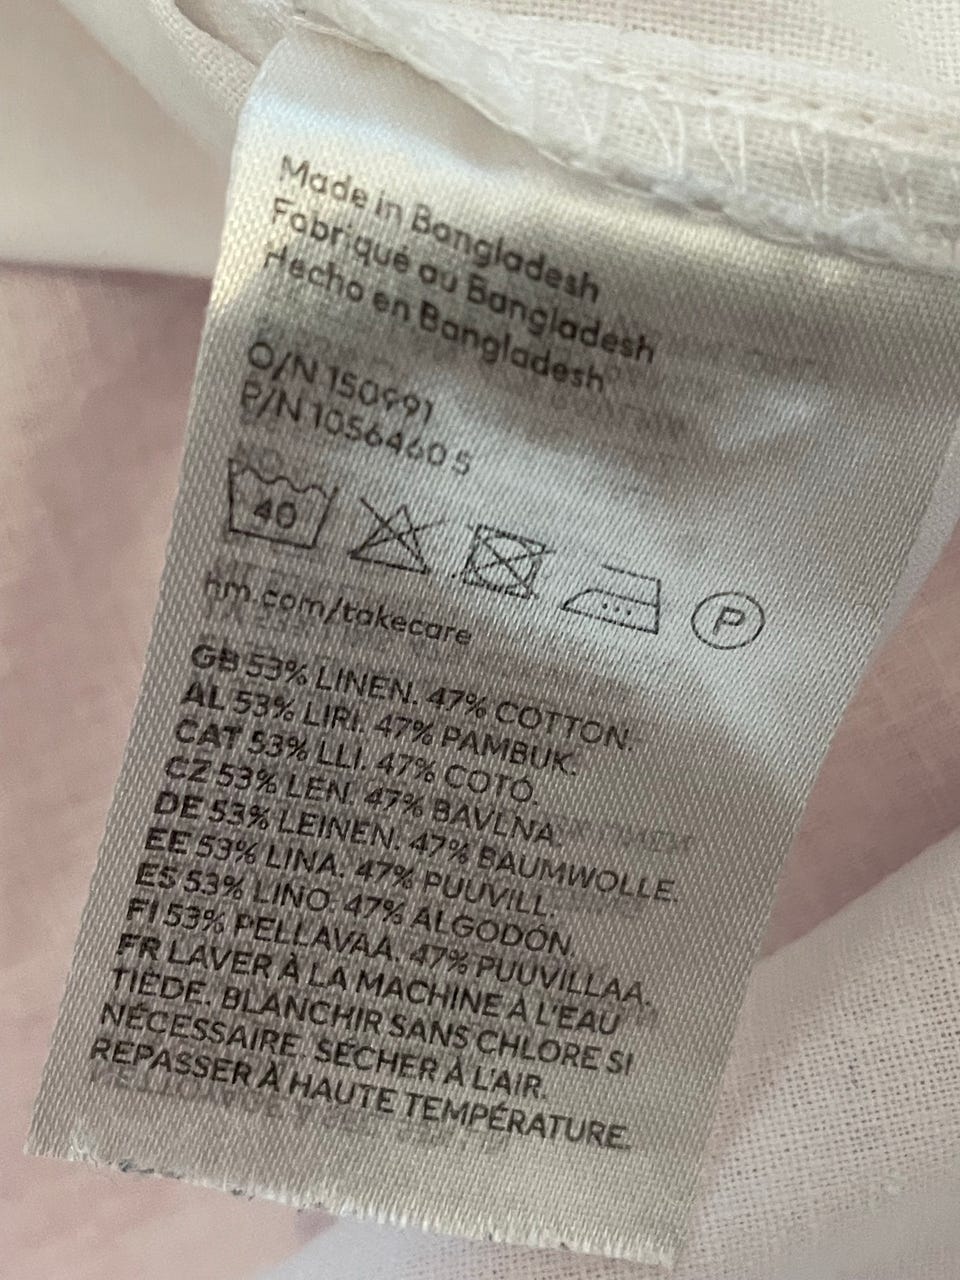 Made in Bangladesh
Fabriqué au Bangladesh
Hecho en Bangladesh
O/N 150991
P/N 1056460 5
40
P
hm.com/takecare
GB 53% LINEN. 47% COTTON.
AL 53% LIRI. 47% PAMBUK.
CAT 53% LLI. 47% COTÓ.
CZ 53% LEN. 47% BAVLNA.
DE 53% LEINEN. 47% BAUMWOLLE.
EE 53% LINA. 47% PUUVILL.
ES 53% LINO. 47% ALGODÓN.
FI 53% PELLAVAA. 47% PUUVILLAA.
FR LAVER À LA MACHINE À L'EAU
TIÈDE. BLANCHIR SANS CHLORE SI
NÉCESSAIRE. SÉCHER À L'AIR.
REPASSER À HAUTE TEMPÉRATURE.